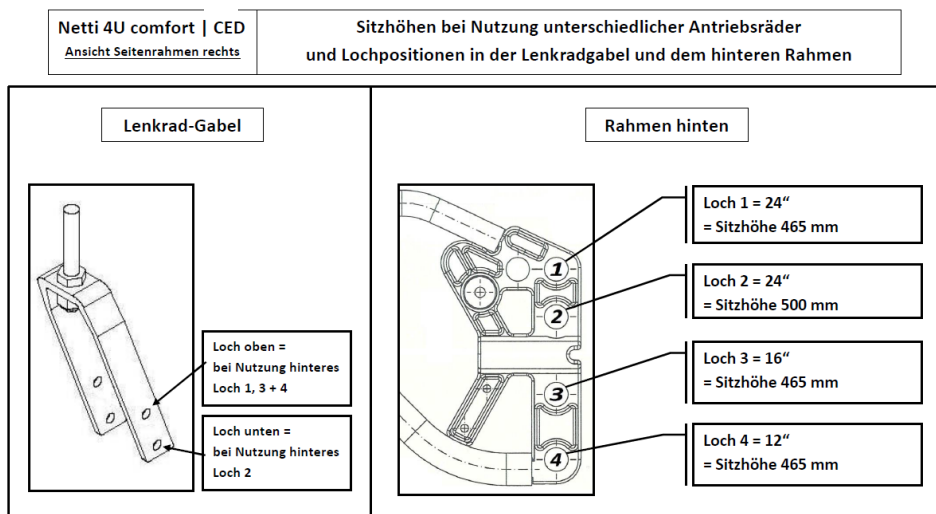 Netti 4U comfort | CED
Ansicht Seitenrahmen rechts
Sitzhöhen bei Nutzung unterschiedlicher Antriebsräder
und Lochpositionen in der Lenkradgabel und dem hinteren Rahmen
Lenkrad-Gabel
Loch oben =
bei Nutzung hinteres
Loch 1, 3 + 4
Loch unten =
bei Nutzung hinteres
Loch 2
Rahmen hinten
1
2
3
4
Loch 1 = 24“
= Sitzhöhe 465 mm
Loch 2 = 24“
= Sitzhöhe 500 mm
Loch 3 = 16“
= Sitzhöhe 465 mm
Loch 4 = 12“
= Sitzhöhe 465 mm